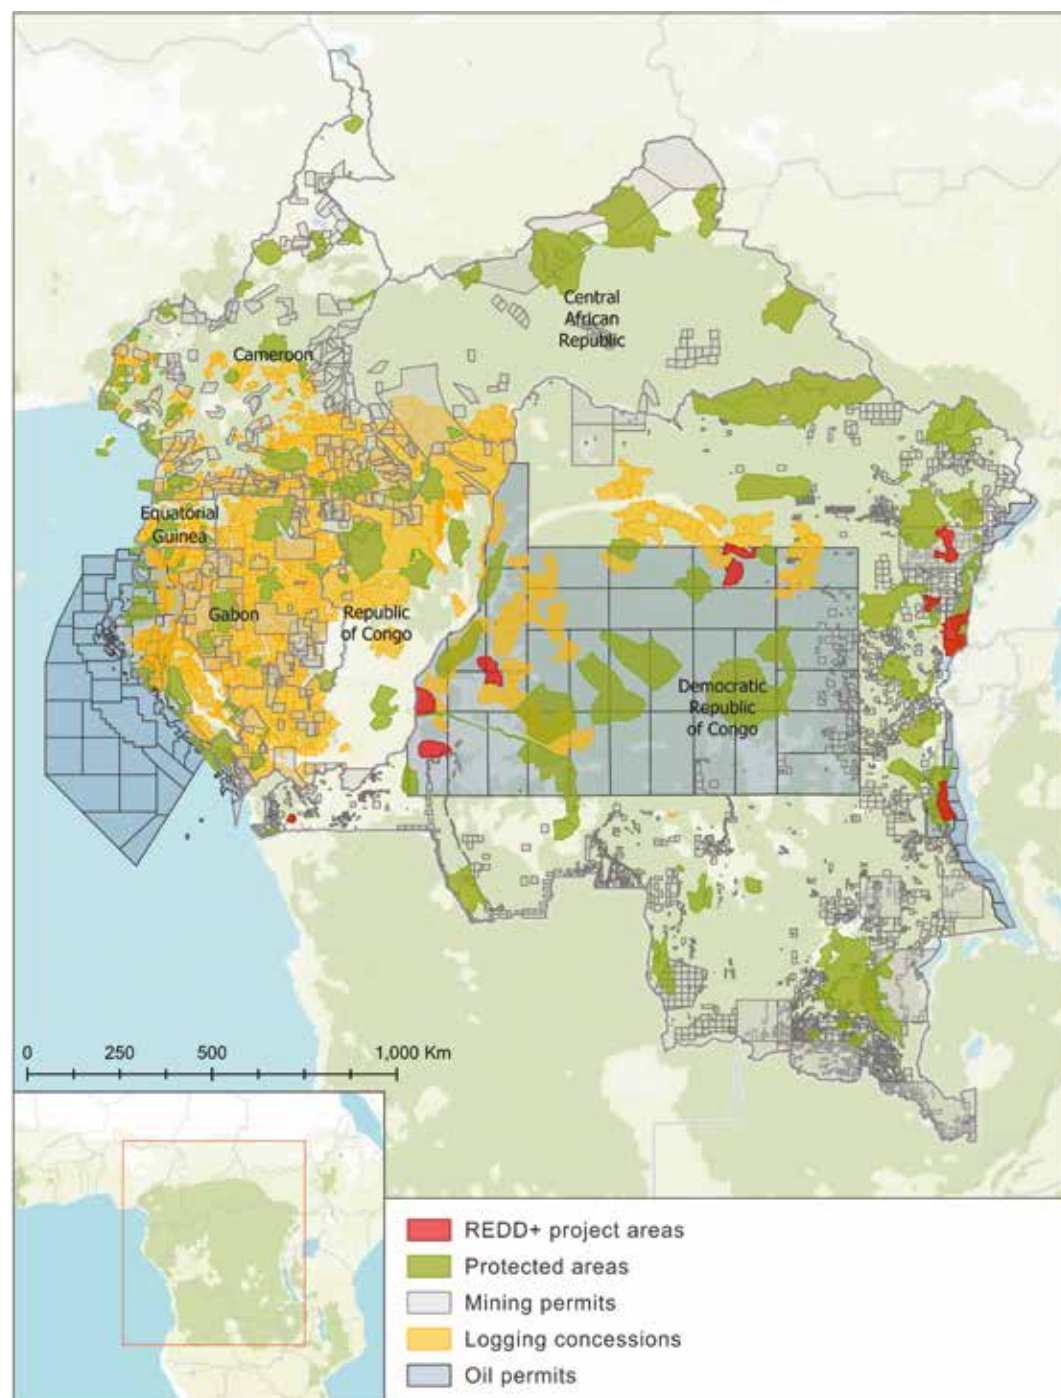 Central
African
Republic
Cameroon
Equatorial
Guinea
Gabon
Republic
of Congo
Democratic
Republic
of Congo
0 250 500 1,000 Km
REDD+ project areas
Protected areas
Mining permits
Logging concessions
Oil permits